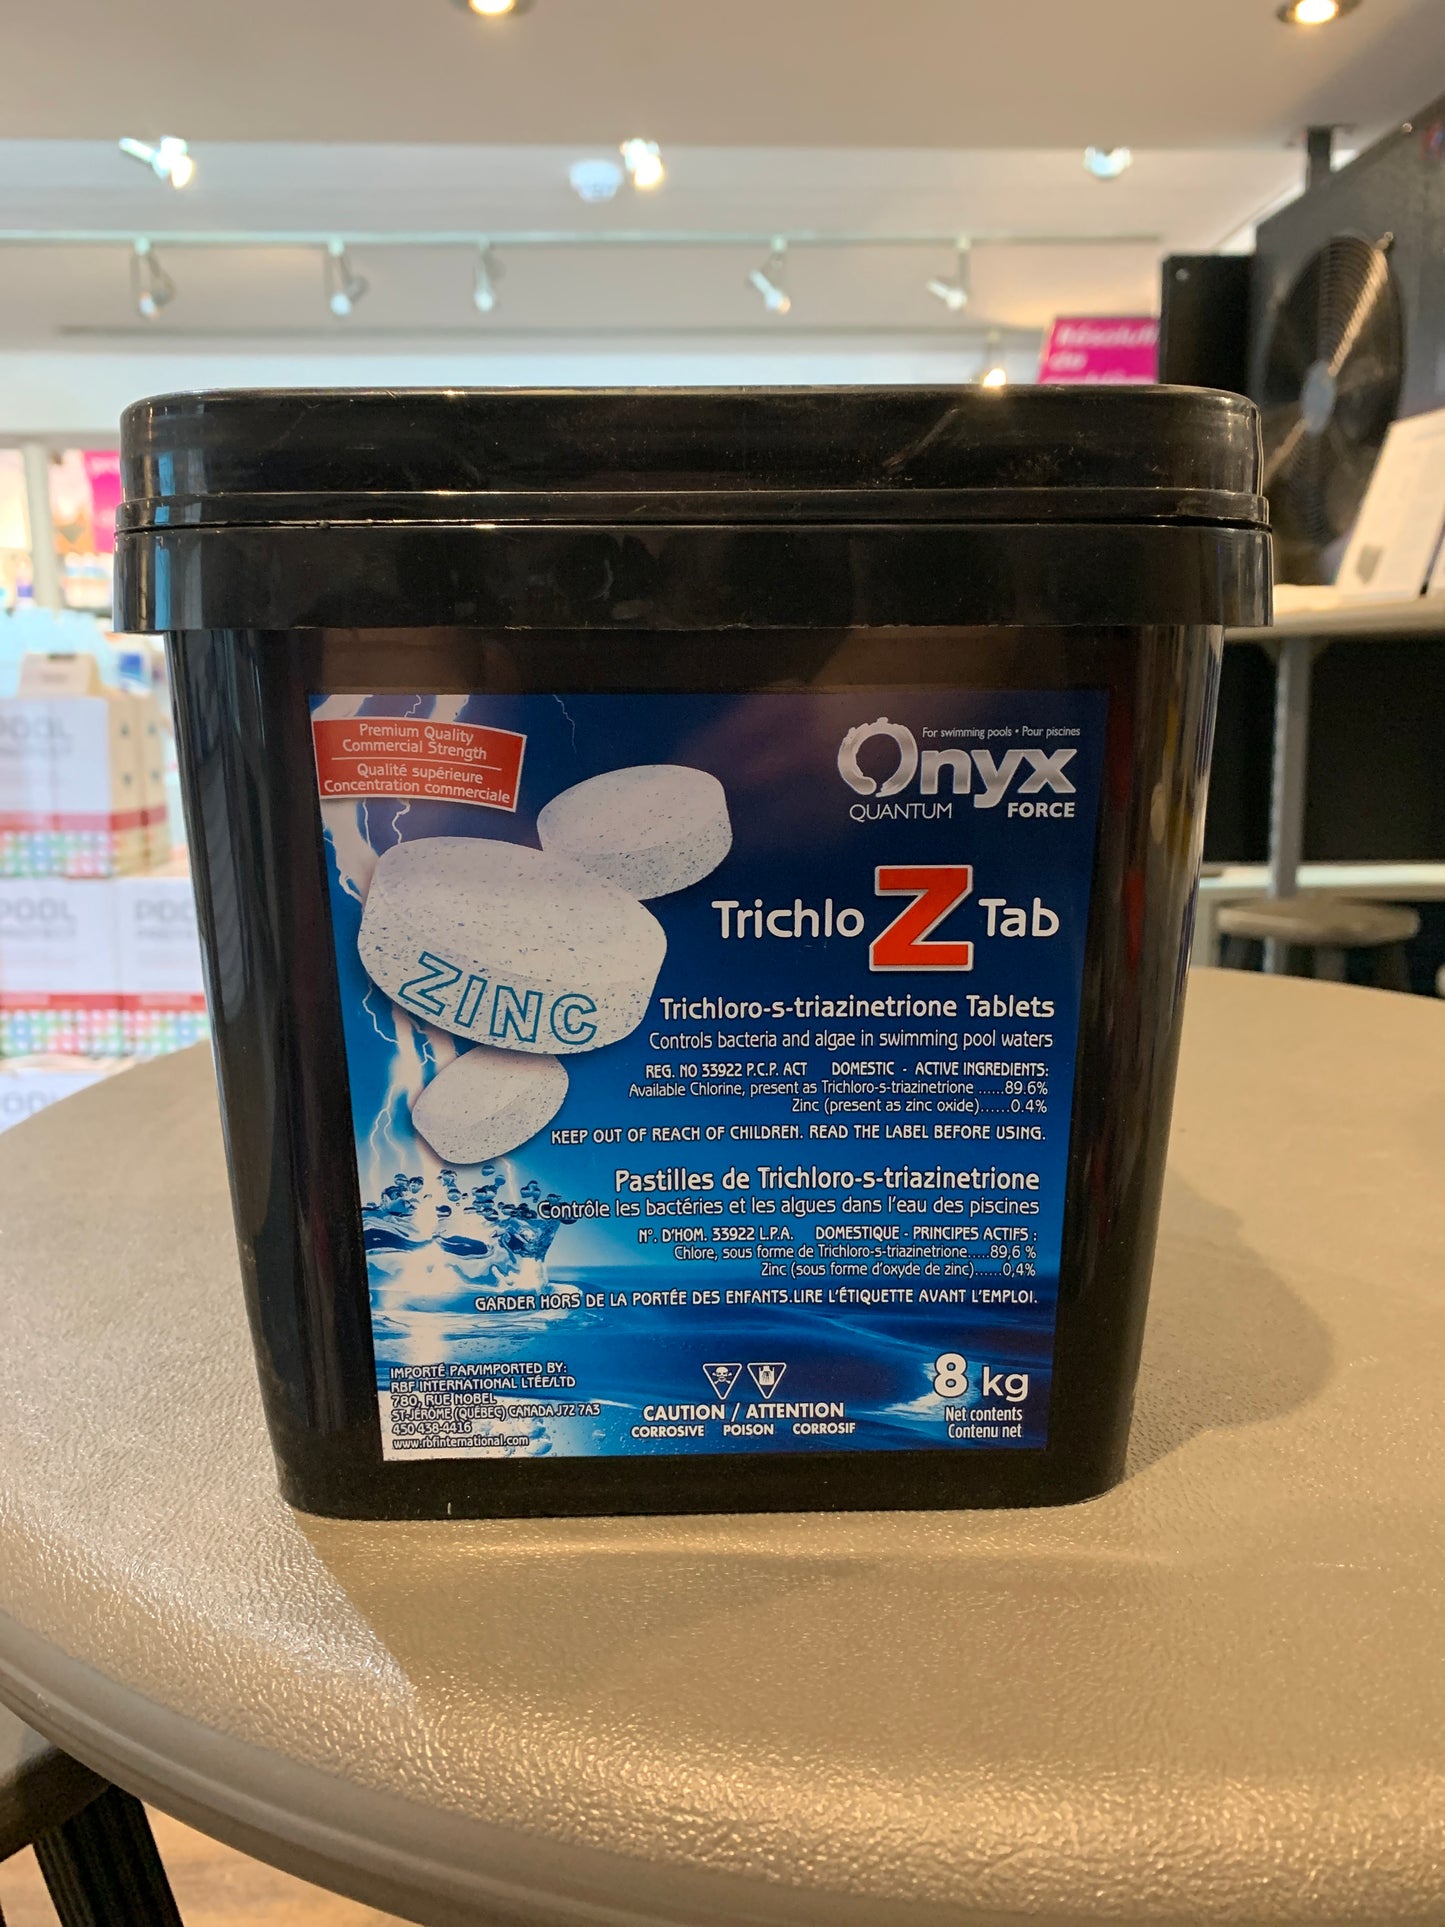 Premium Quality
Commercial Strength
Qualité supérieure
Concentration commerciale
For swimming pools • Pour piscines
Onyx
QUANTUM FORCE
Trichlo Z Tab
ZINC
Trichloro-s-triazinetrione Tablets
Controls bacteria and algae in swimming pool waters
REG. NO 33922 P.C.P. ACT DOMESTIC - ACTIVE INGREDIENTS:
Available Chlorine, present as Trichloro-s-triazinetrione ......89.6%
Zinc (present as zinc oxide)......0.4%
KEEP OUT OF REACH OF CHILDREN. READ THE LABEL BEFORE USING.
Pastilles de Trichloro-s-triazinetrione
Contrôle les bactéries et les algues dans l'eau des piscines
N°. D'HOM. 33922 L.P.A. DOMESTIQUE - PRINCIPES ACTIFS :
Chlore, sous forme de Trichloro-s-triazinetrione.....89,6 %
Zinc (sous forme d'oxyde de zinc)......0,4%
GARDER HORS DE LA PORTÉE DES ENFANTS.LIRE L'ÉTIQUETTE AVANT L'EMPLOI.
IMPORTÉ PAR/IMPORTED BY:
RBF INTERNATIONAL LTÉE/LTD
780, RUE NOBEL
ST-JÉRÔME (QUÉBEC) CANADA J7Z 7A3
450 438-4416
www.rbfinternational.com
CAUTION / ATTENTION
CORROSIVE POISON CORROSIF
8 kg
Net contents
Contenu net
Résoluti
de
POOL
POOL